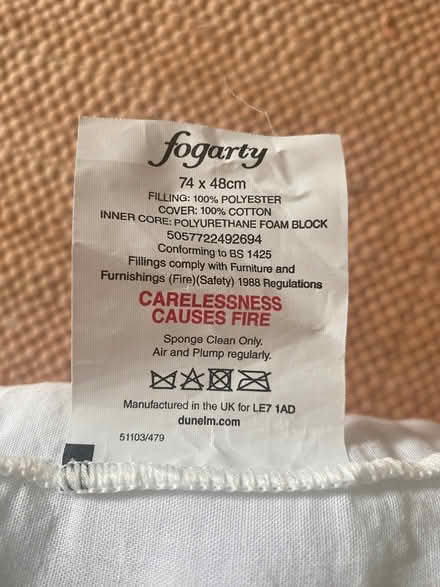 fogarty
74 x 48cm
FILLING: 100% POLYESTER
COVER: 100% COTTON
INNER CORE: POLYURETHANE FOAM BLOCK
5057722492694
Conforming to BS 1425
Fillings comply with Furniture and
Furnishings (Fire)(Safety) 1988 Regulations
CARELESSNESS
CAUSES FIRE
Sponge Clean Only.
Air and Plump regularly.
Manufactured in the UK for LE7 1AD
dunelm.com
51103/479